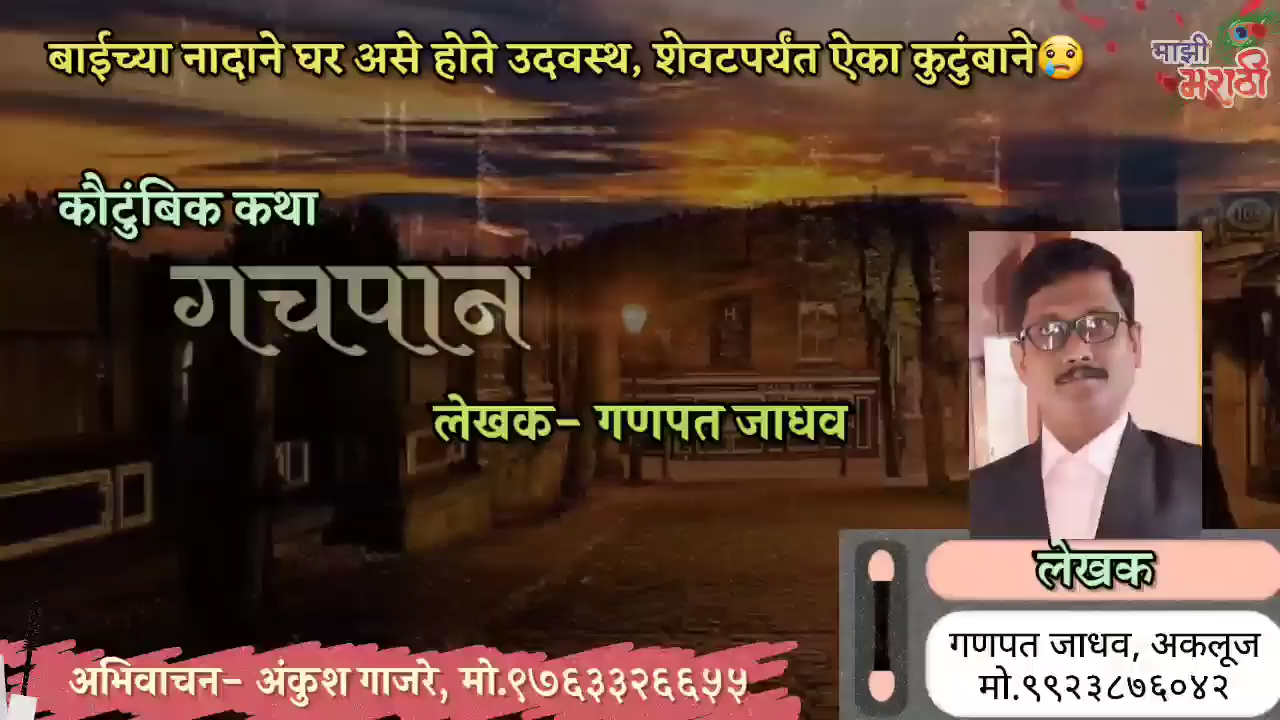 बाईच्या नादाने घर असे होते उदवस्थ, शेवटपर्यंत ऐका कुटुंबाने😢
माझी
मराठी
कौटुंबिक कथा
गचपान
लेखक- गणपत जाधव
लेखक
गणपत जाधव, अकलूज
मो.९९२३८७६०४२
अभिवाचन- अंकुश गाजरे, मो.९७६३३२६६५५